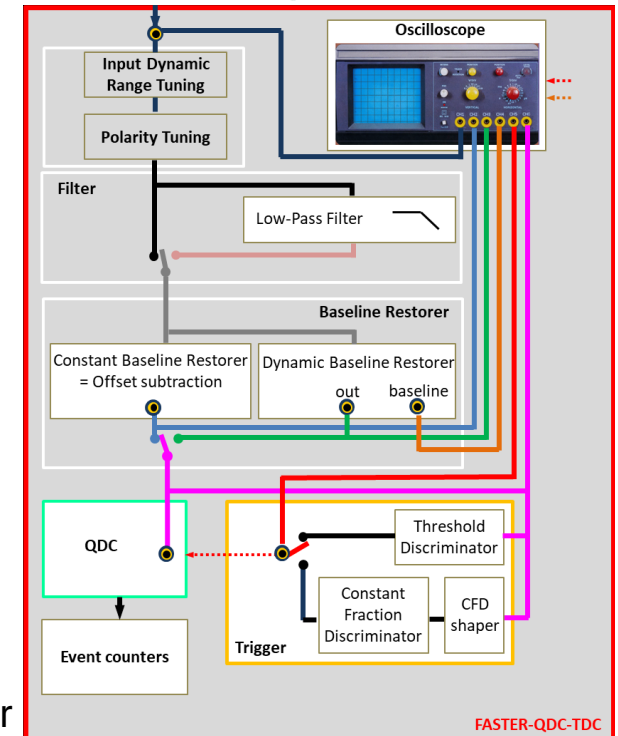 Oscilloscope
Input Dynamic
Range Tuning
Polarity Tuning
Filter
Low-Pass Filter
Baseline Restorer
Constant Baseline Restorer
= Offset subtraction
Dynamic Baseline Restorer
out baseline
QDC
Threshold
Discriminator
Constant
Fraction
Discriminator
CFD
shaper
Trigger
Event counters
r
FASTER-QDC-TDC